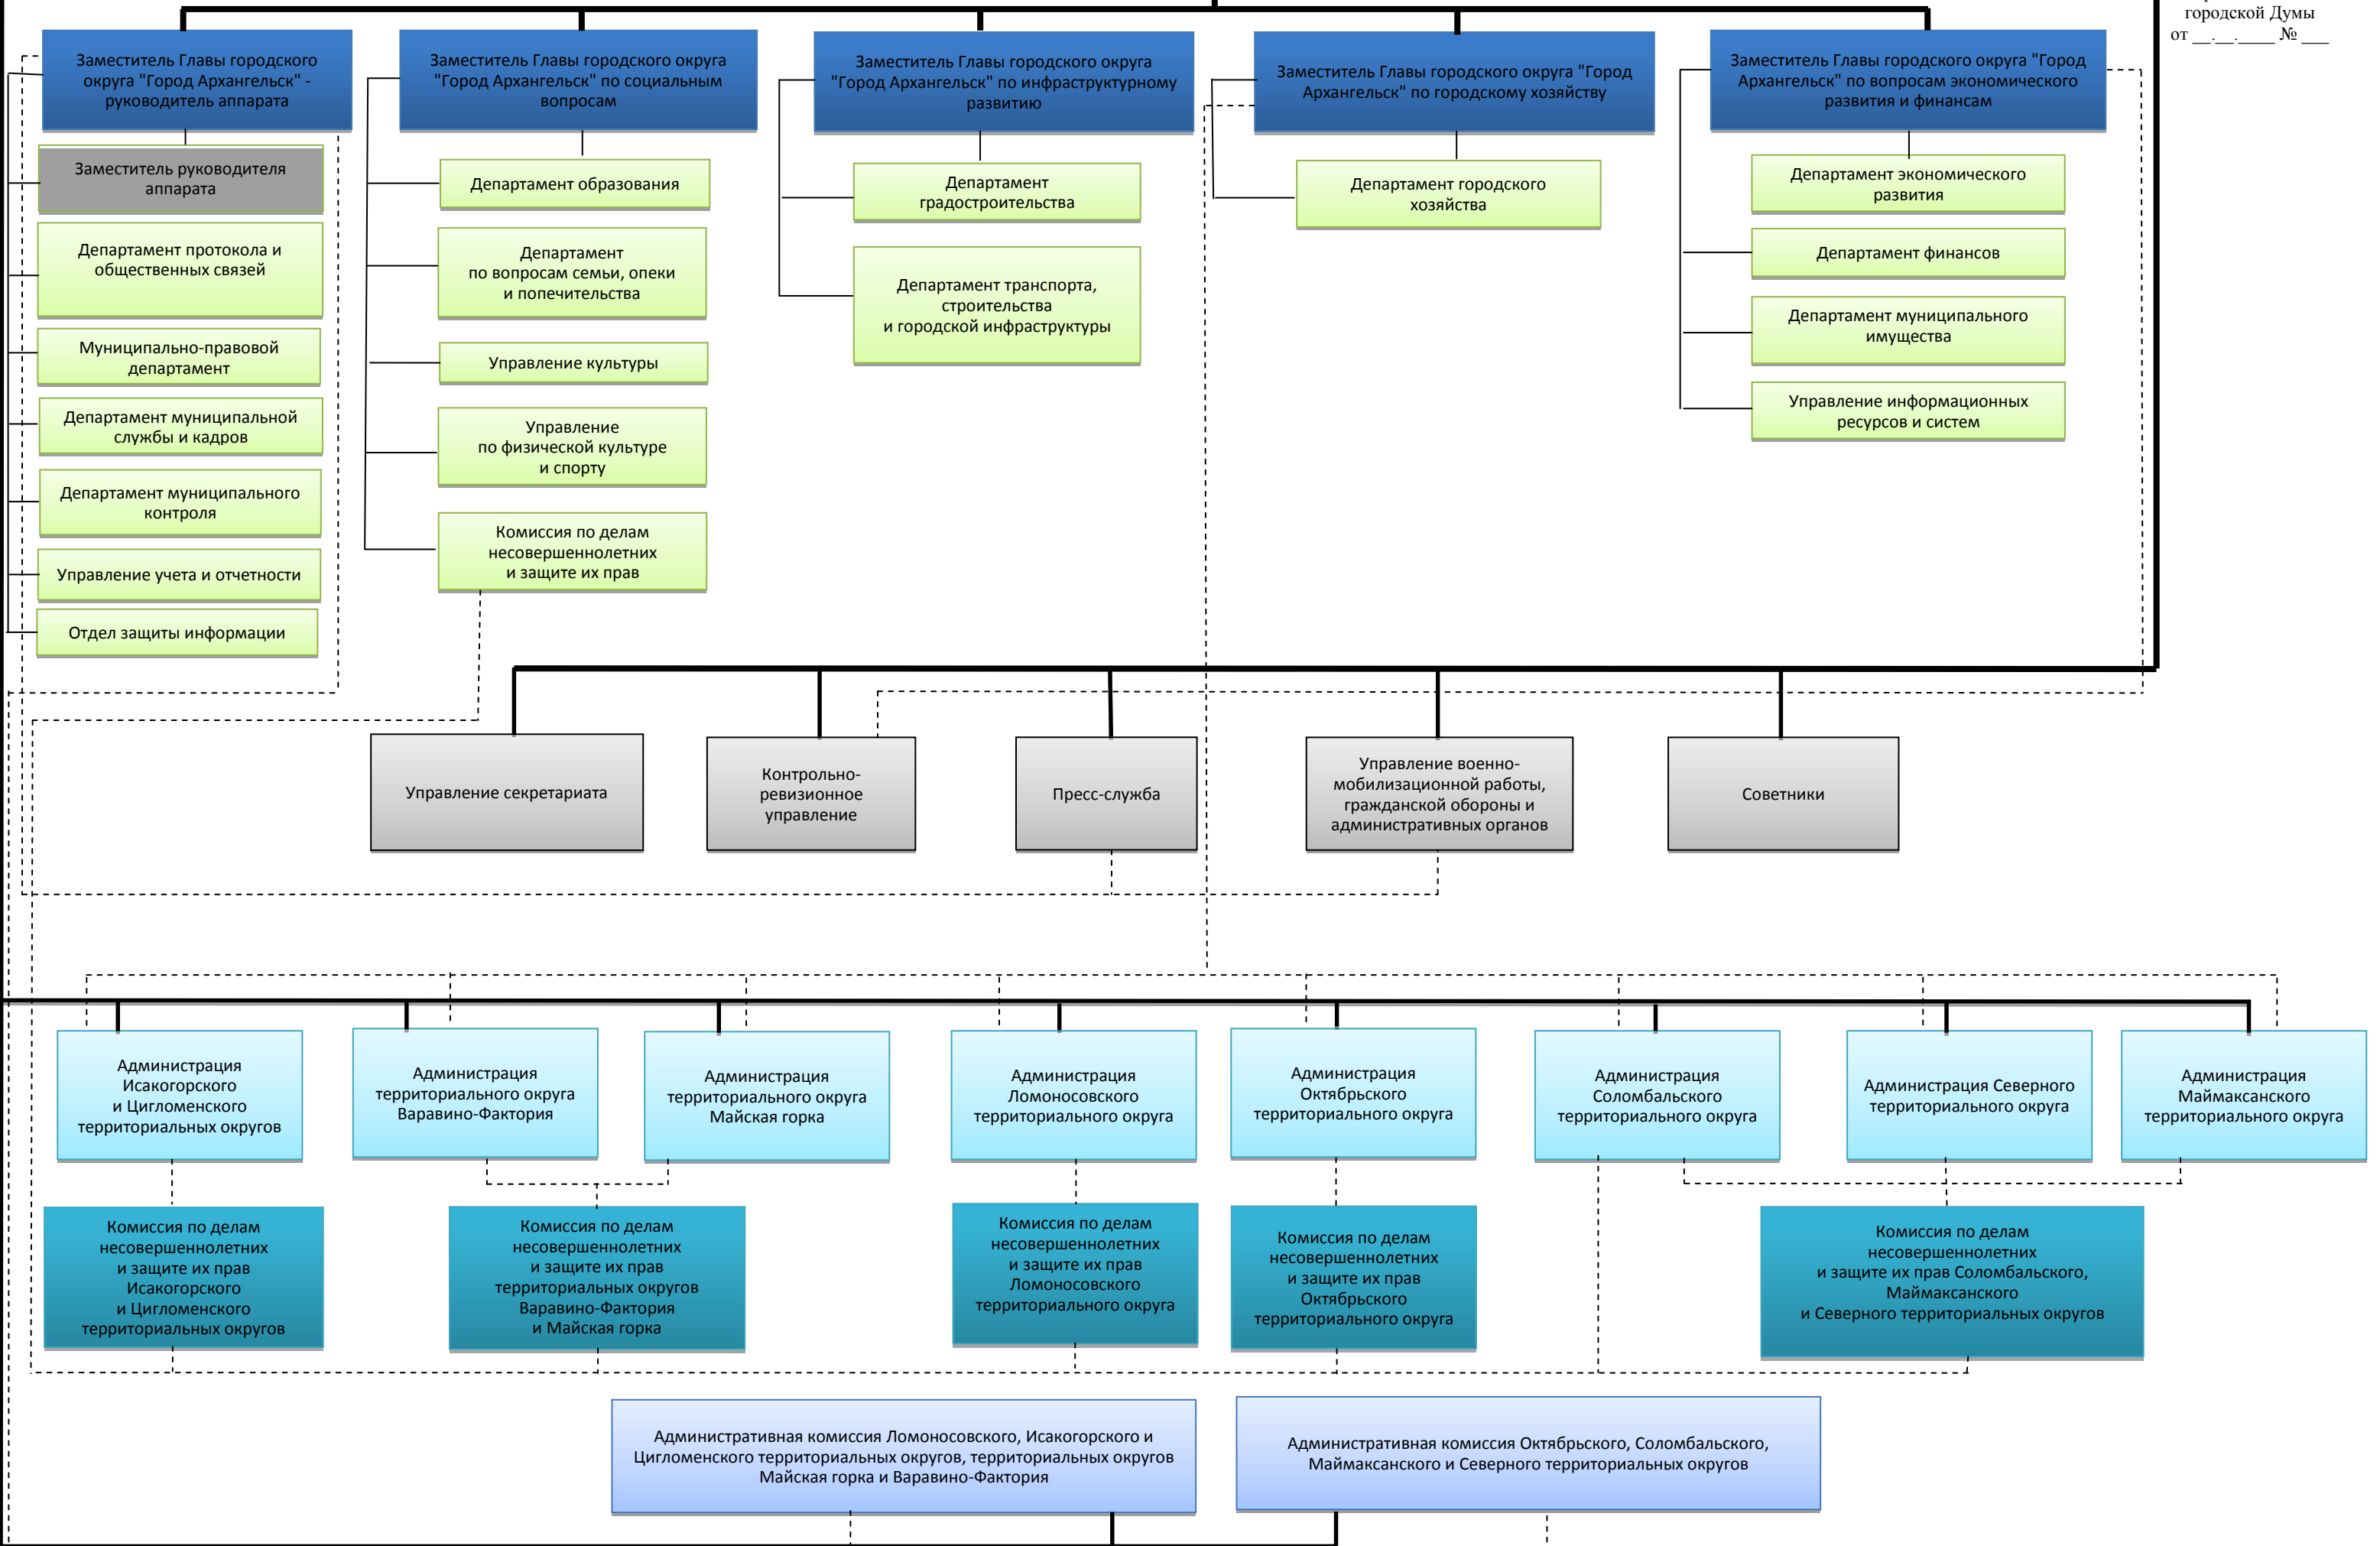 городской Думы
от __.__.____ № ___
Заместитель Главы городского
округа "Город Архангельск" -
руководитель аппарата
Заместитель Главы городского округа
"Город Архангельск" по социальным
вопросам
Заместитель Главы городского округа
"Город Архангельск" по инфраструктурному
развитию
Заместитель Главы городского округа "Город
Архангельск" по городскому хозяйству
Заместитель Главы городского округа "Город
Архангельск" по вопросам экономического
развития и финансам
Заместитель руководителя
аппарата
Департамент протокола и
общественных связей
Муниципально-правовой
департамент
Департамент муниципальной
службы и кадров
Департамент муниципального
контроля
Управление учета и отчетности
Отдел защиты информации
Департамент образования
Департамент
по вопросам семьи, опеки
и попечительства
Управление культуры
Управление
по физической культуре
и спорту
Комиссия по делам
несовершеннолетних
и защите их прав
Департамент
градостроительства
Департамент транспорта,
строительства
и городской инфраструктуры
Департамент городского
хозяйства
Департамент экономического
развития
Департамент финансов
Департамент муниципального
имущества
Управление информационных
ресурсов и систем
Управление секретариата
Контрольно-
ревизионное
управление
Пресс-служба
Управление военно-
мобилизационной работы,
гражданской обороны и
административных органов
Советники
Администрация
Исакогорского
и Цигломенского
территориальных округов
Администрация
территориального округа
Варавино-Фактория
Администрация
территориального округа
Майская горка
Администрация
Ломоносовского
территориального округа
Администрация
Октябрьского
территориального округа
Администрация
Соломбальского
территориального округа
Администрация Северного
территориального округа
Администрация
Маймаксанского
территориального округа
Комиссия по делам
несовершеннолетних
и защите их прав
Исакогорского
и Цигломенского
территориальных округов
Комиссия по делам
несовершеннолетних
и защите их прав
территориальных округов
Варавино-Фактория
и Майская горка
Комиссия по делам
несовершеннолетних
и защите их прав
Ломоносовского
территориального округа
Комиссия по делам
несовершеннолетних
и защите их прав
Октябрьского
территориального округа
Комиссия по делам
несовершеннолетних
и защите их прав Соломбальского,
Маймаксанского
и Северного территориальных округов
Административная комиссия Ломоносовского, Исакогорского и
Цигломенского территориальных округов, территориальных округов
Майская горка и Варавино-Фактория
Административная комиссия Октябрьского, Соломбальского,
Маймаксанского и Северного территориальных округов